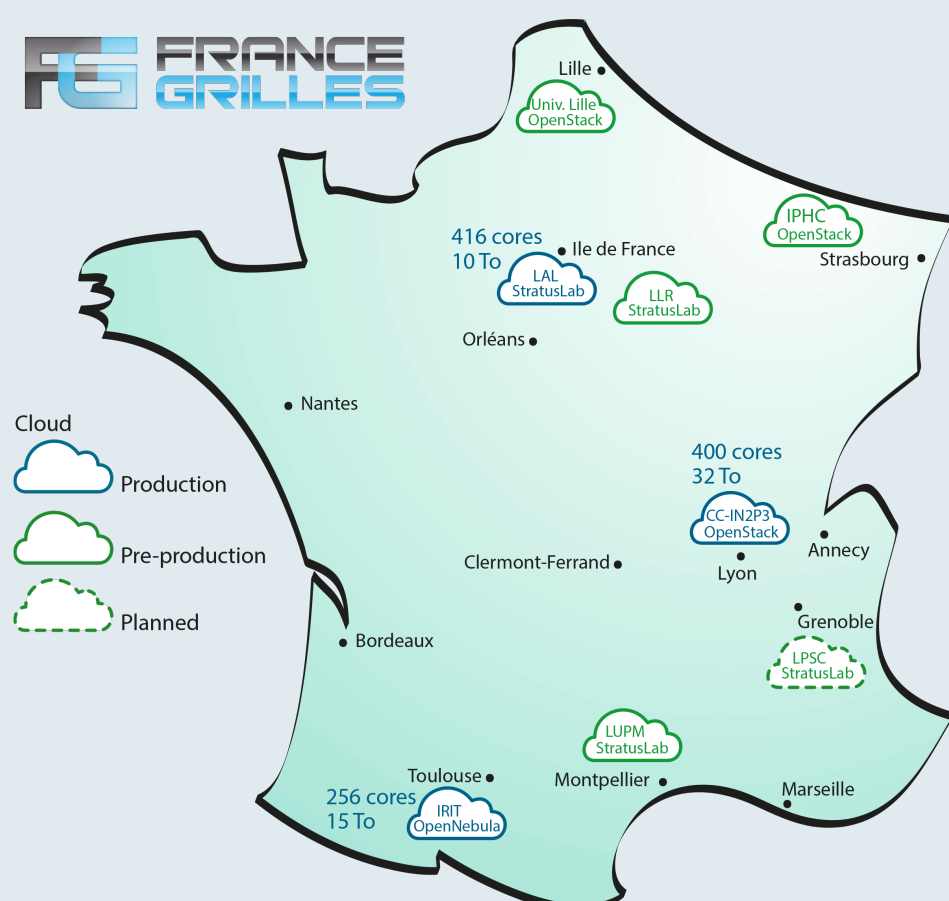 FG FRANCE
GRILLES
Lille
Univ. Lille
OpenStack
IPHC
OpenStack
Strasbourg
416 cores
10 To
Ile de France
LAL
StratusLab
LLR
StratusLab
Orléans
Nantes
Cloud
Production
Pre-production
Planned
400 cores
32 To
CC-IN2P3
OpenStack
Annecy
Lyon
Clermont-Ferrand
Grenoble
LPSC
StratusLab
Bordeaux
LUPM
StratusLab
Montpellier
Toulouse
Marseille
256 cores
15 To
IRIT
OpenNebula